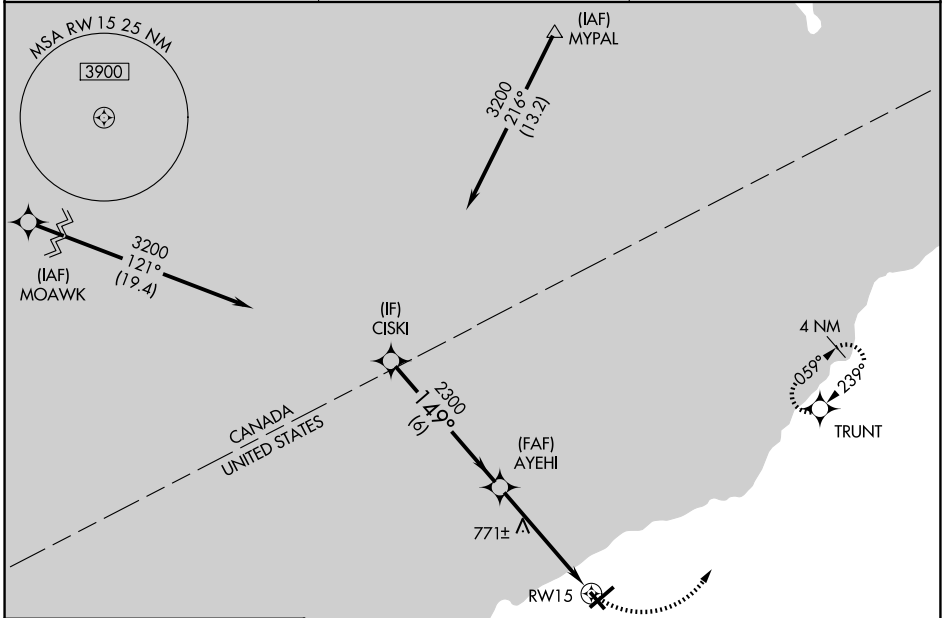 MSA RW 15 25 NM
3900
(IAF)
MYPAL
3200
216°
(13.2)
(IAF)
MOAWK
3200
121°
(19.4)
(IF)
CISKI
CANADA
UNITED STATES
2300
149°
(6)
(FAF)
AYEHI
771±
RW15
4 NM
059°
239°
TRUNT